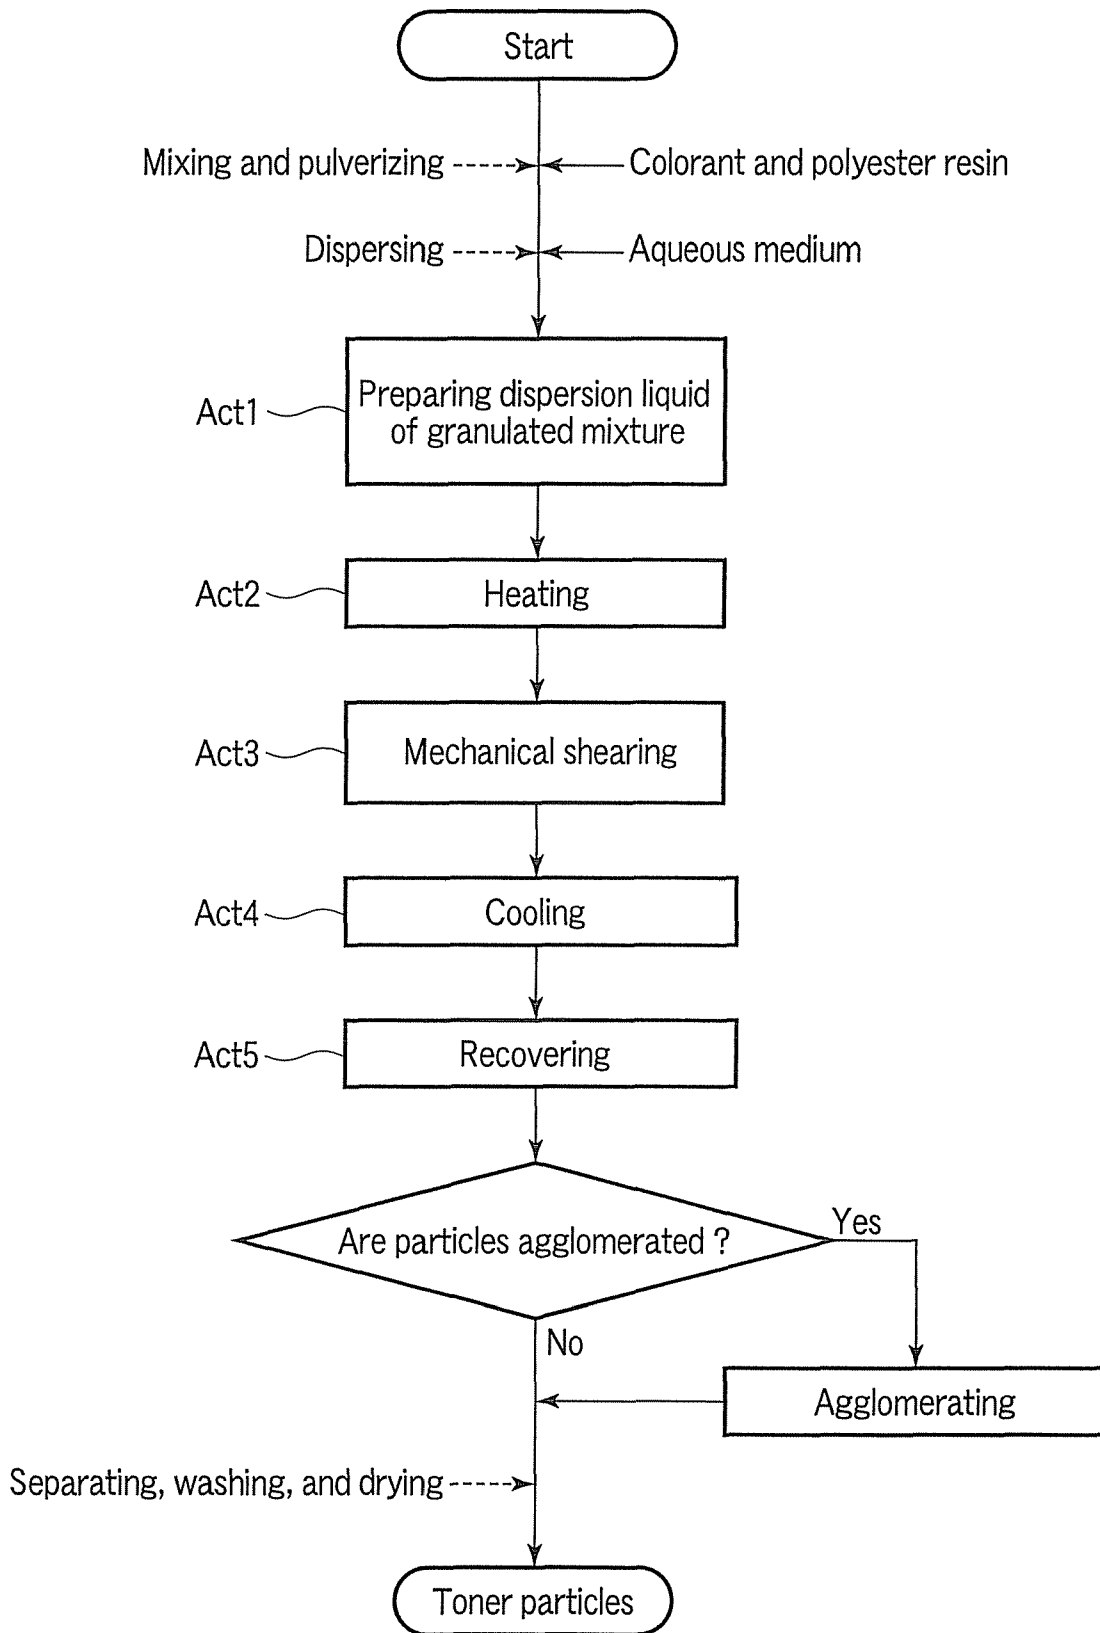 Start
Mixing and pulverizing
Colorant and polyester resin
Dispersing
Aqueous medium
Act1
Preparing dispersion liquid
of granulated mixture
Act2
Heating
Act3
Mechanical shearing
Act4
Cooling
Act5
Recovering
Are particles agglomerated ?
Yes
No
Agglomerating
Separating, washing, and drying
Toner particles